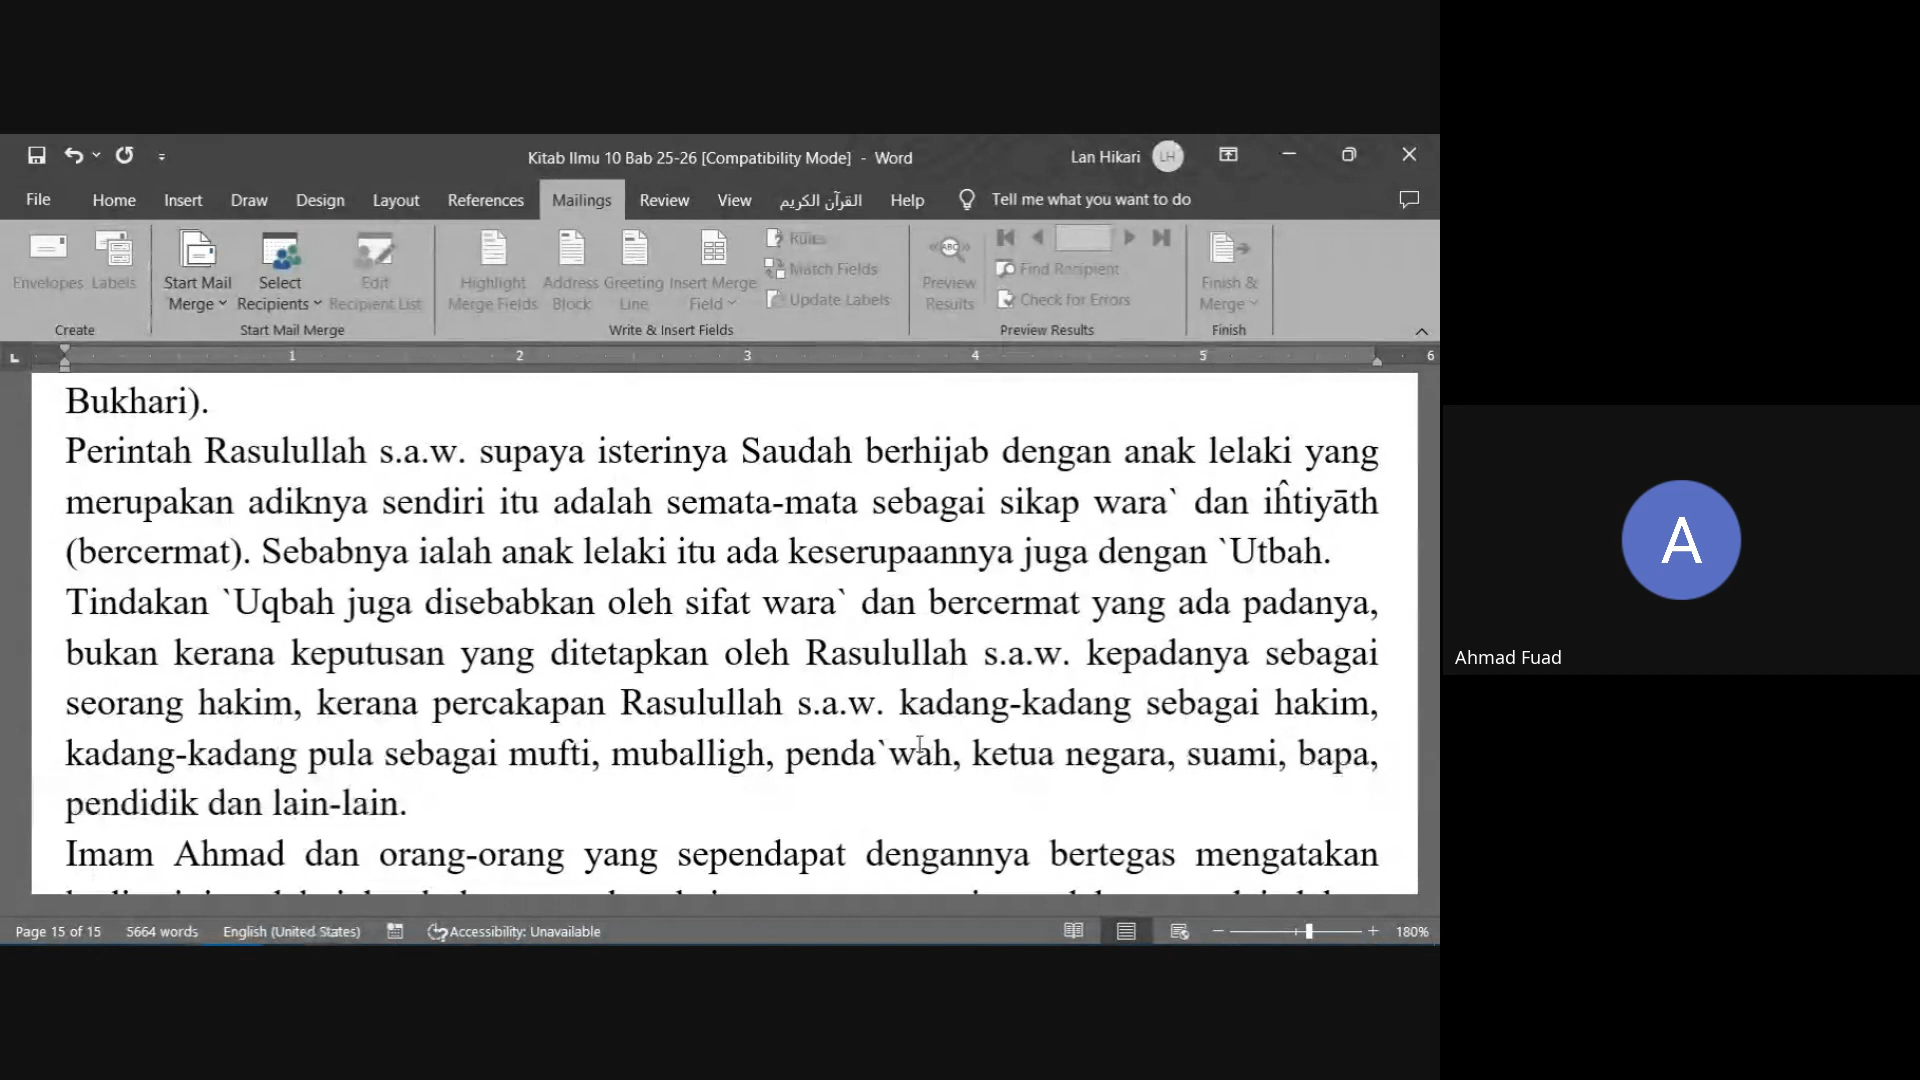 Kitab Ilmu 10 Bab 25-26 [Compatibility Mode] - Word
Lan Hikari
LH
File Home Insert Draw Design Layout References Mailings Review View القرآن الكريم Help Tell me what you want to do
Envelopes
Labels
Create
Start Mail
Merge
Select
Recipients
Edit
Recipient List
Start Mail Merge
Highlight
Merge Fields
Address
Block
Greeting
Line
Insert Merge
Field
Rules
Match Fields
Update Labels
Write & Insert Fields
ABC
Preview
Results
Find Recipient
Check for Errors
Preview Results
Finish &
Merge
Finish
1 2 3 4 5 6
Bukhari).
Perintah Rasulullah s.a.w. supaya isterinya Saudah berhijab dengan anak lelaki yang
merupakan adiknya sendiri itu adalah semata-mata sebagai sikap wara` dan iĥtiyāth
(bercermat). Sebabnya ialah anak lelaki itu ada keserupaannya juga dengan `Utbah.
Tindakan `Uqbah juga disebabkan oleh sifat wara` dan bercermat yang ada padanya,
bukan kerana keputusan yang ditetapkan oleh Rasulullah s.a.w. kepadanya sebagai
seorang hakim, kerana percakapan Rasulullah s.a.w. kadang-kadang sebagai hakim,
kadang-kadang pula sebagai mufti, muballigh, penda`wah, ketua negara, suami, bapa,
pendidik dan lain-lain.
Imam Ahmad dan orang-orang yang sependapat dengannya bertegas mengatakan
Page 15 of 15 5664 words English (United States) Accessibility: Unavailable 180%
A
Ahmad Fuad